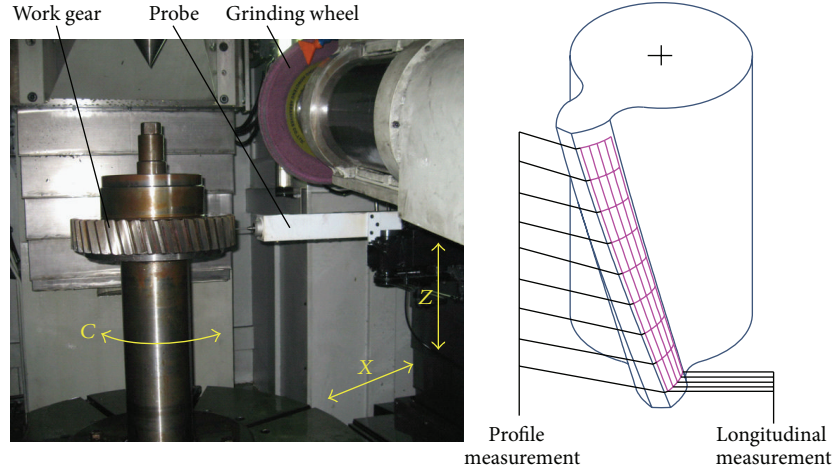 Work gear
Probe
Grinding wheel
C
Z
X
Profile
measurement
Longitudinal
measurement